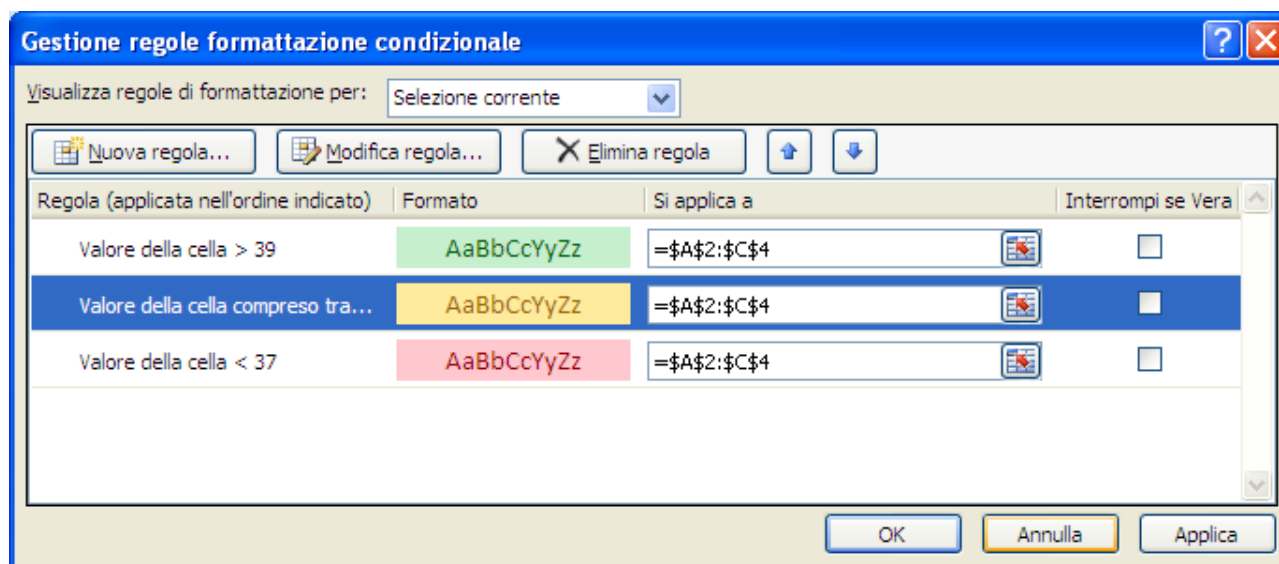 Gestione regole formattazione condizionale
Visualizza regole di formattazione per: Selezione corrente
Nuova regola... Modifica regola... Elimina regola
Regola (applicata nell'ordine indicato) Formato Si applica a Interrompi se Vera
Valore della cella > 39 AaBbCcYyZz =$A$2:$C$4
Valore della cella compreso tra... AaBbCcYyZz =$A$2:$C$4
Valore della cella < 37 AaBbCcYyZz =$A$2:$C$4
OK Annulla Applica